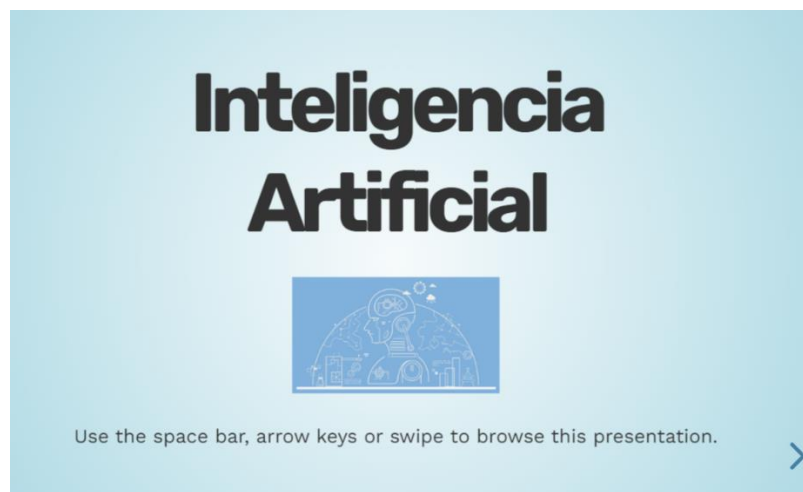 Inteligencia
Artificial
Use the space bar, arrow keys or swipe to browse this presentation.